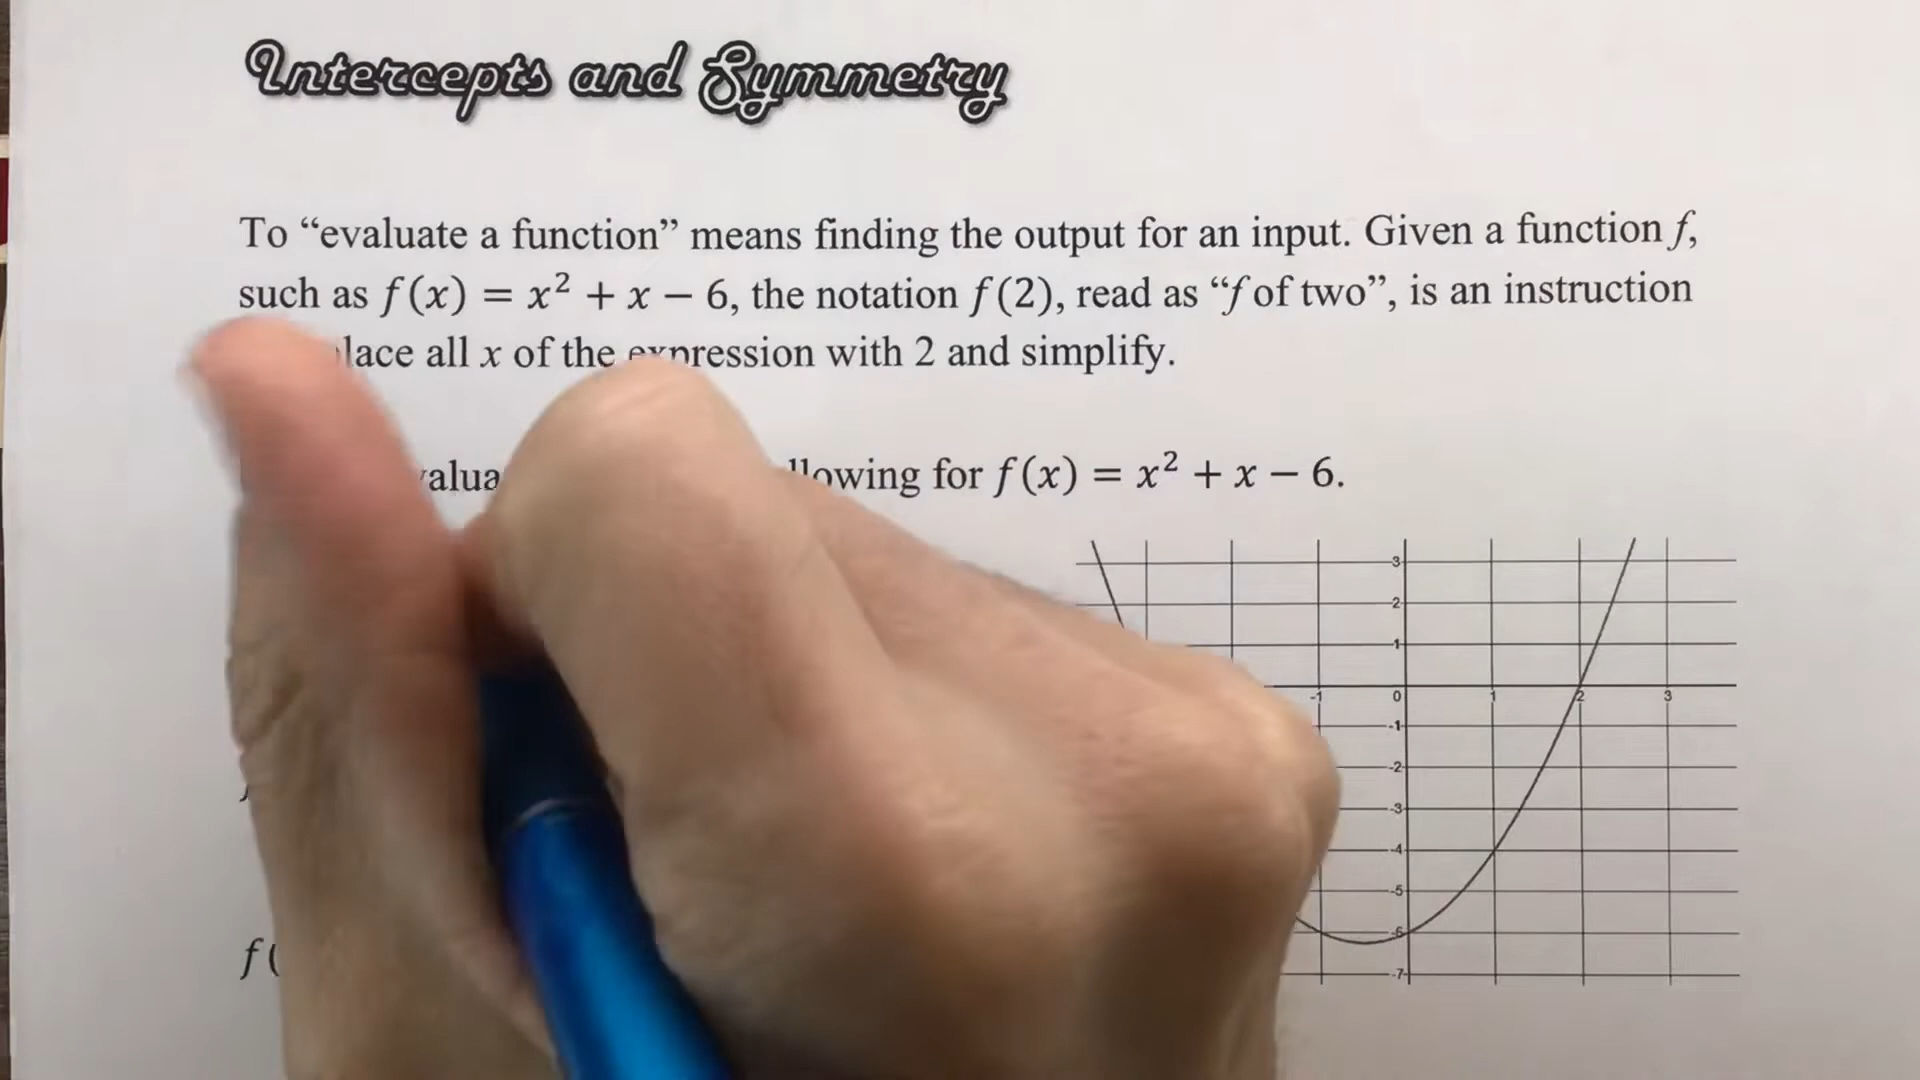 Intercepts and Symmetry
To “evaluate a function” means finding the output for an input. Given a function f,
such as f(x) = x² + x − 6, the notation f(2), read as “f of two”, is an instruction
lace all x of the expression with 2 and simplify.
alua llowing for f(x) = x² + x − 6.
3
2
1
-1 0 1 2 3
-1
-2
-3
-4
-5
f( -6
-7